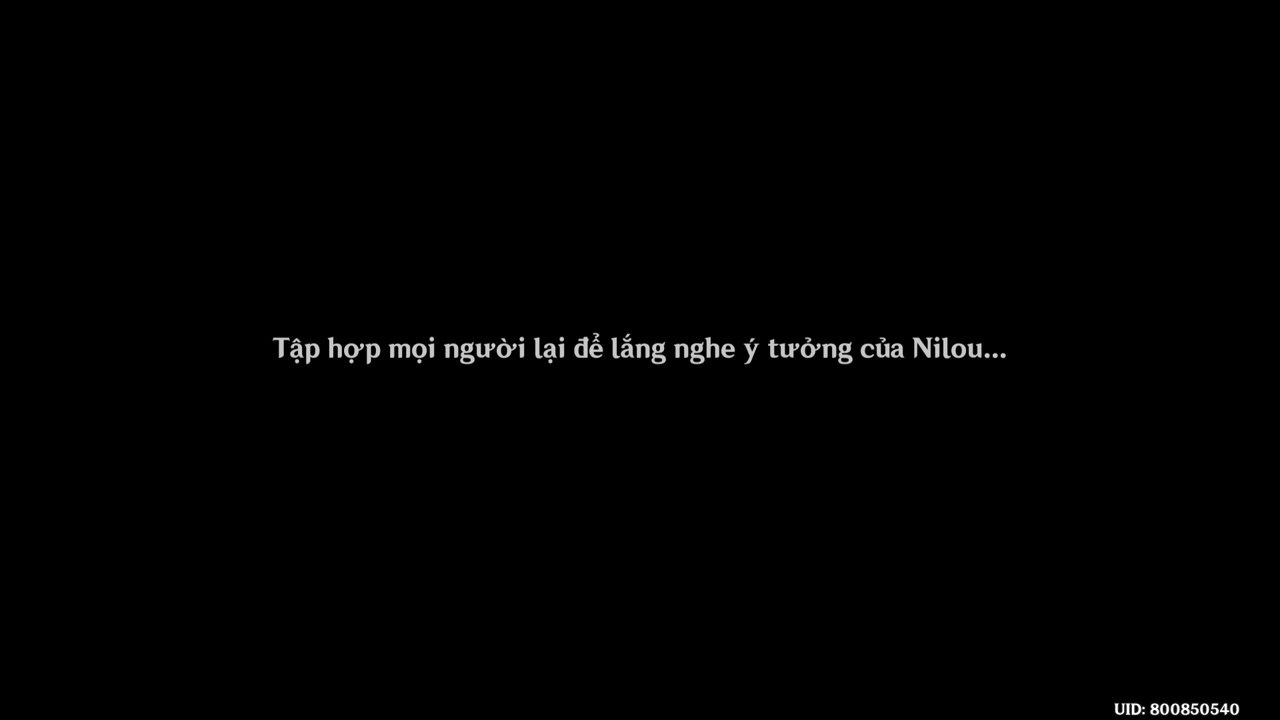 Tập hợp mọi người lại để lắng nghe ý tưởng của Nilou...
UID: 800850540